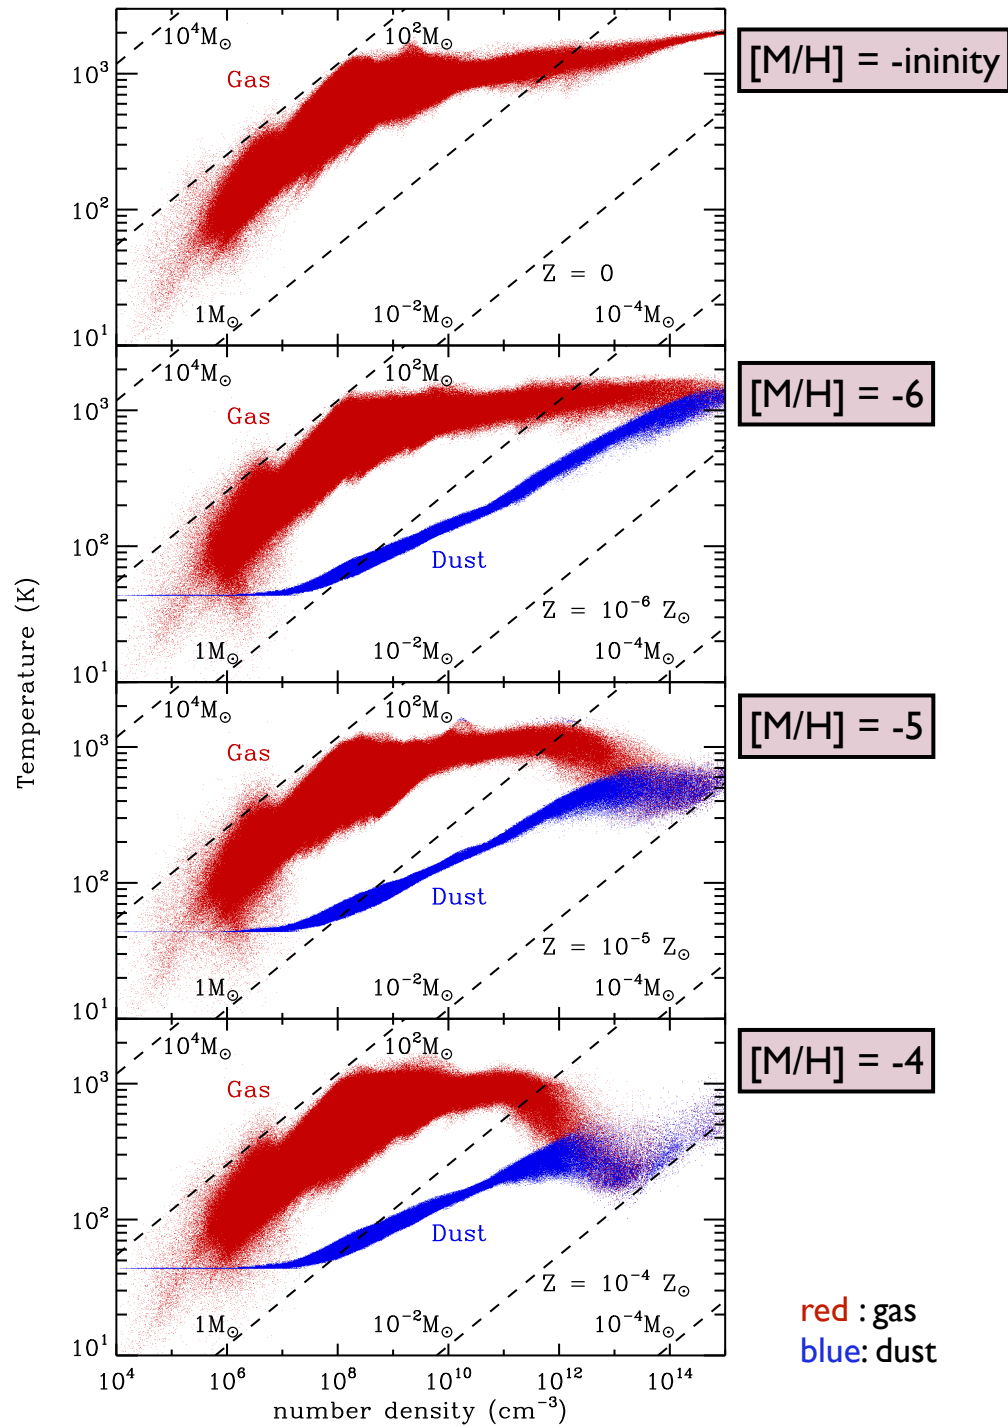 10⁴M☉ 10²M☉
[M/H] = -ininity
10³
Gas
10²
Z = 0
1M☉ 10⁻²M☉ 10⁻⁴M☉
10¹
10⁴M☉ 10²M☉
[M/H] = -6
10³
Gas
10²
Dust
Z = 10⁻⁶ Z☉
1M☉ 10⁻²M☉ 10⁻⁴M☉
10¹
10⁴M☉ 10²M☉
[M/H] = -5
10³
Gas
10²
Dust
Z = 10⁻⁵ Z☉
1M☉ 10⁻²M☉ 10⁻⁴M☉
10¹
10⁴M☉ 10²M☉
[M/H] = -4
10³
Gas
10²
Dust
Z = 10⁻⁴ Z☉
1M☉ 10⁻²M☉ 10⁻⁴M☉
10¹
Temperature (K)
10⁴ 10⁶ 10⁸ 10¹⁰ 10¹² 10¹⁴
number density (cm⁻³)
red : gas
blue: dust